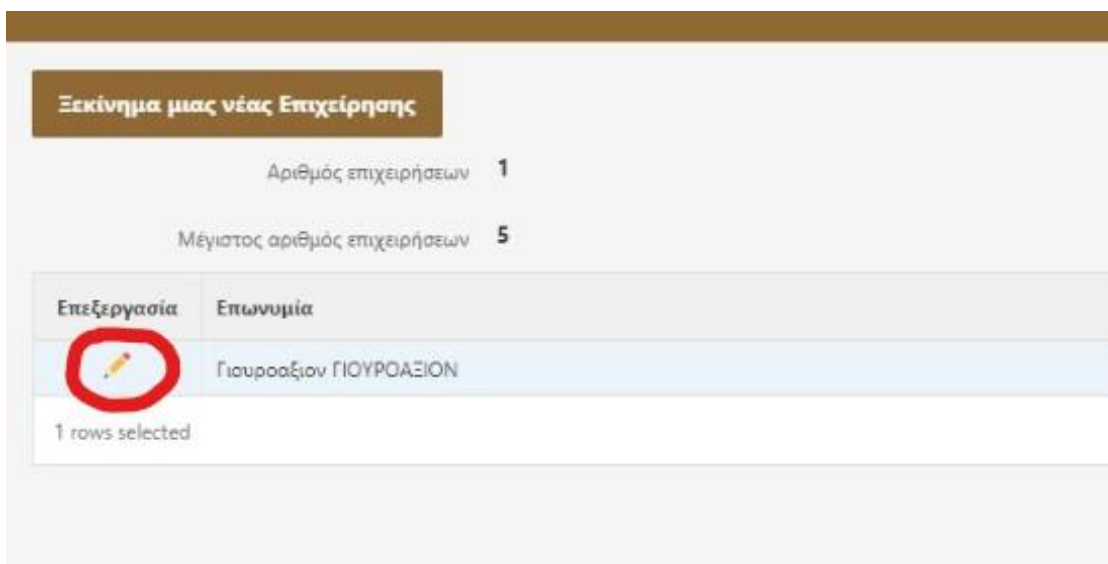 Ξεκίνημα μιας νέας Επιχείρησης
Αριθμός επιχειρήσεων 1
Μέγιστος αριθμός επιχειρήσεων 5
Επεξεργασία Επωνυμία
Γιουροαξιον ΓΙΟΥΡΟΑΞΙΟΝ
1 rows selected